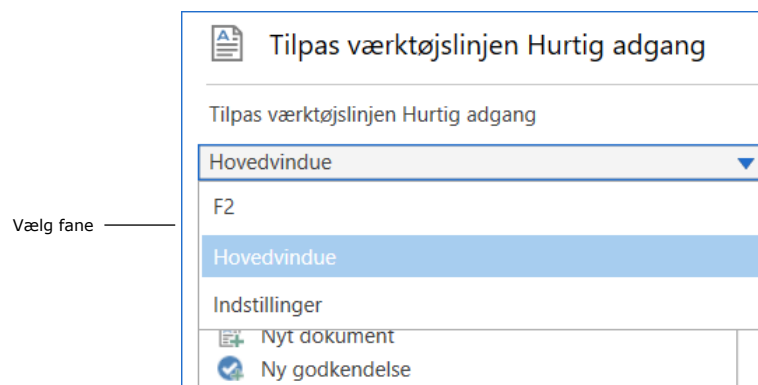 Tilpas værktøjslinjen Hurtig adgang
Tilpas værktøjslinjen Hurtig adgang
Hovedvindue
F2
Vælg fane
Hovedvindue
Indstillinger
Nyt dokument
Ny godkendelse